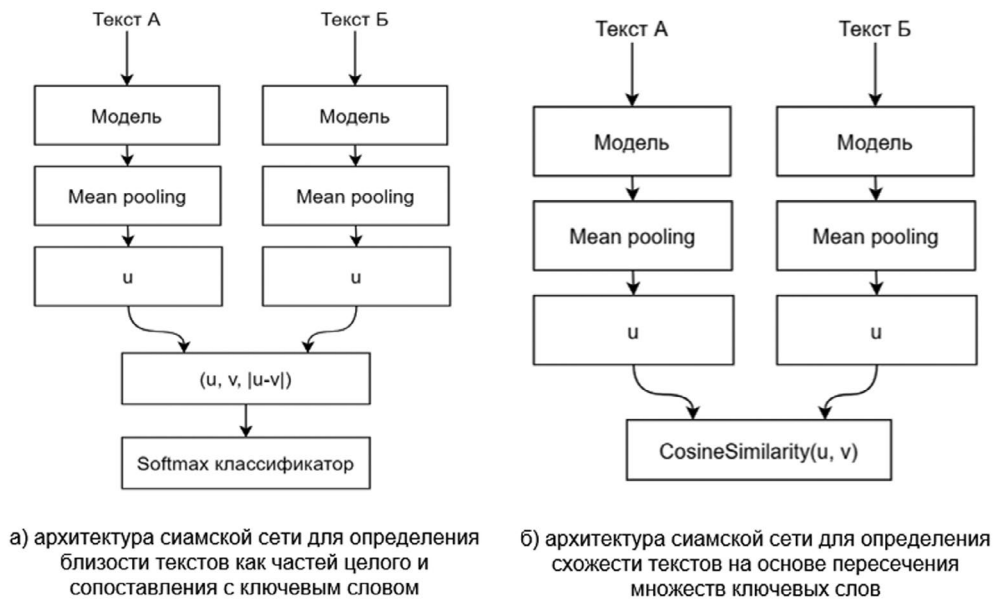 Текст А
Текст Б
Модель
Модель
Mean pooling
Mean pooling
u
u
(u, v, |u-v|)
Softmax классификатор
а) архитектура сиамской сети для определения
близости текстов как частей целого и
сопоставления с ключевым словом
Текст А
Текст Б
Модель
Модель
Mean pooling
Mean pooling
u
u
CosineSimilarity(u, v)
б) архитектура сиамской сети для определения
схожести текстов на основе пересечения
множеств ключевых слов